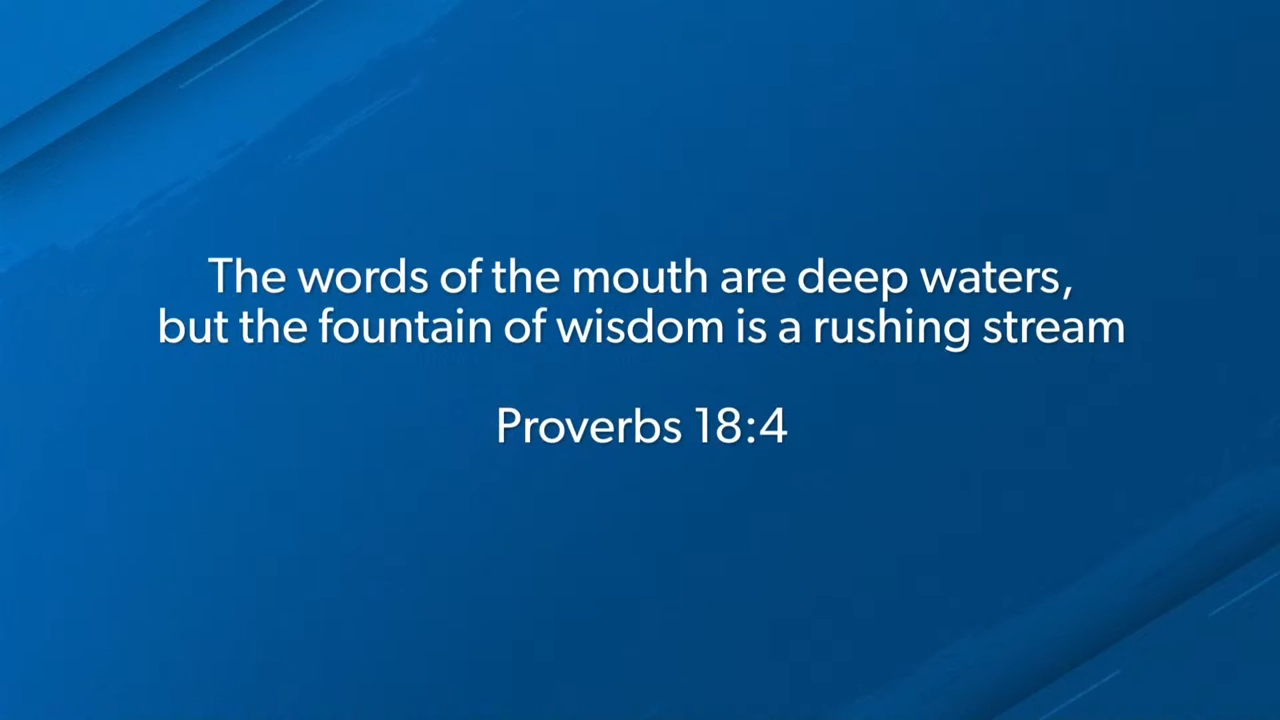 The words of the mouth are deep waters,
but the fountain of wisdom is a rushing stream
Proverbs 18:4